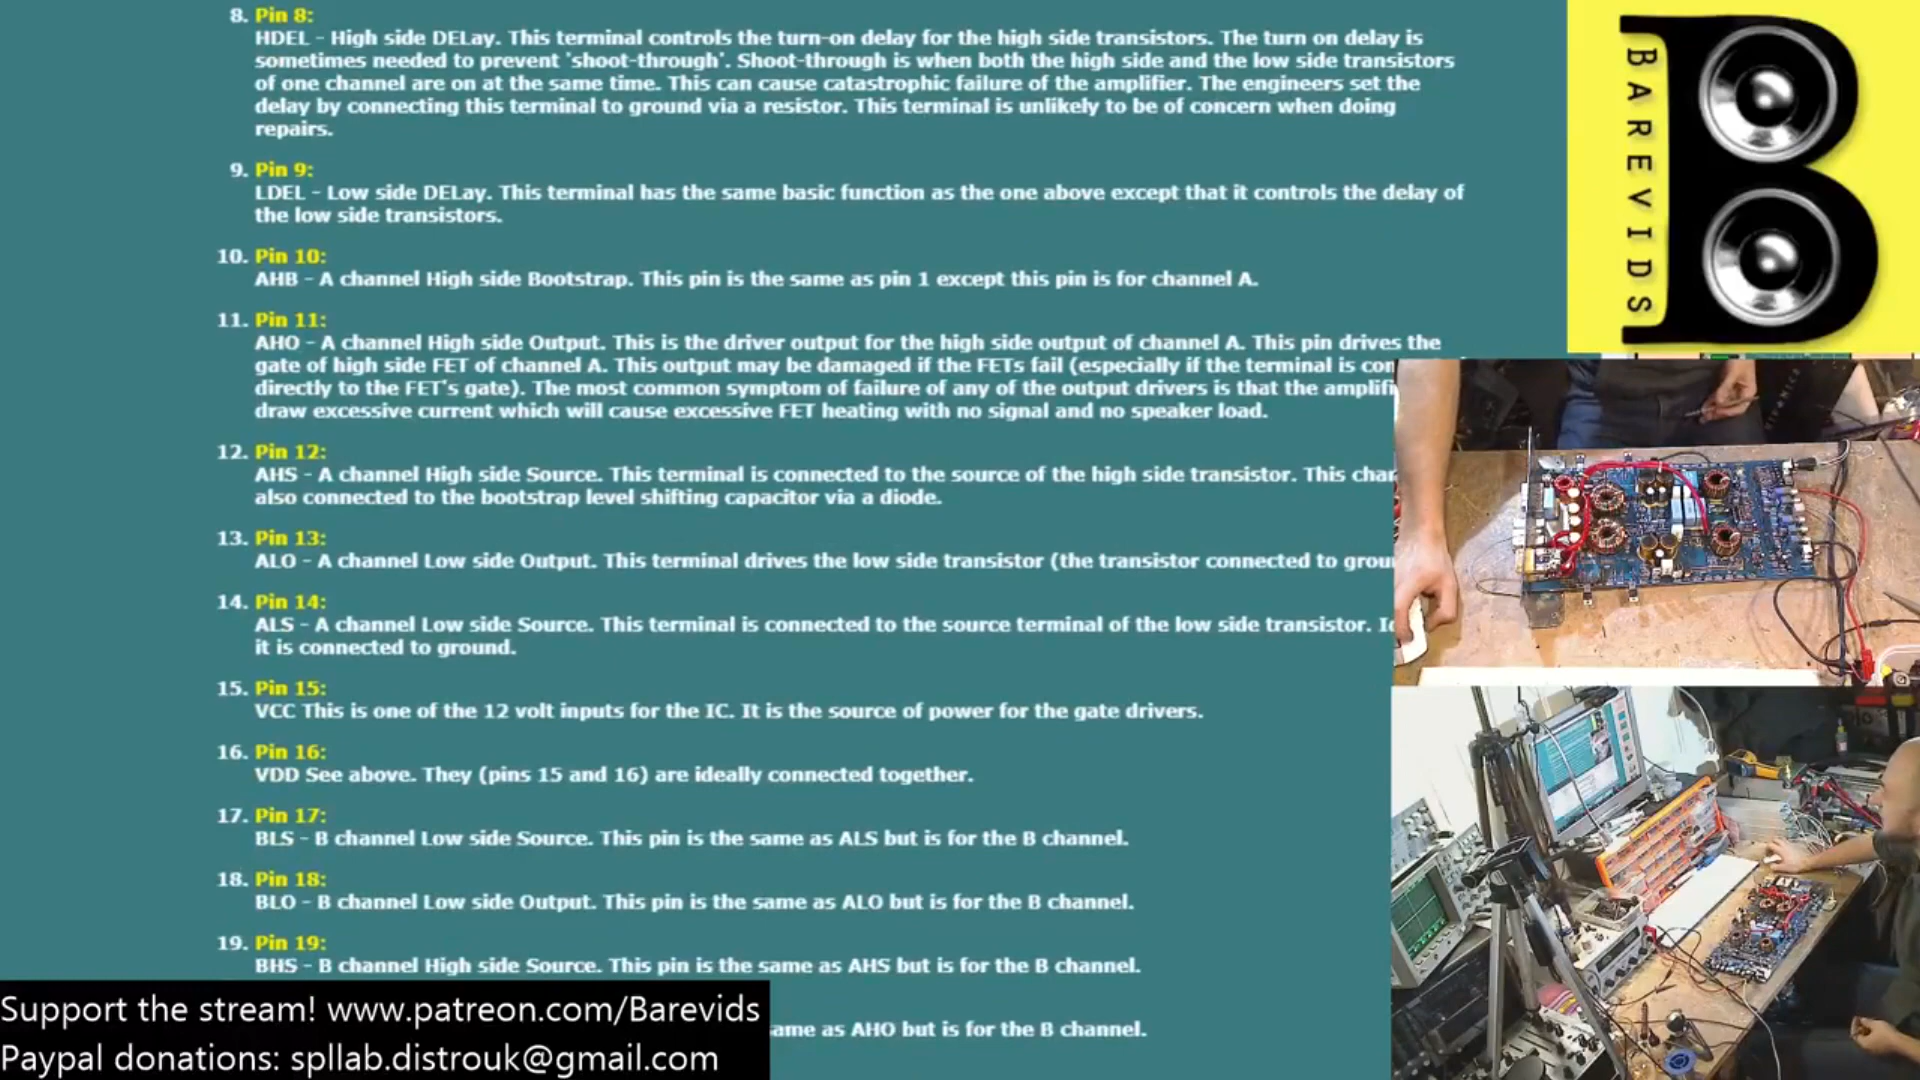 8. Pin 8:
HDEL - High side DELay. This terminal controls the turn-on delay for the high side transistors. The turn on delay is
sometimes needed to prevent 'shoot-through'. Shoot-through is when both the high side and the low side transistors
of one channel are on at the same time. This can cause catastrophic failure of the amplifier. The engineers set the
delay by connecting this terminal to ground via a resistor. This terminal is unlikely to be of concern when doing
repairs.
9. Pin 9:
LDEL - Low side DELay. This terminal has the same basic function as the one above except that it controls the delay of
the low side transistors.
10. Pin 10:
AHB - A channel High side Bootstrap. This pin is the same as pin 1 except this pin is for channel A.
11. Pin 11:
AHO - A channel High side Output. This is the driver output for the high side output of channel A. This pin drives the
gate of high side FET of channel A. This output may be damaged if the FETs fail (especially if the terminal is con
directly to the FET's gate). The most common symptom of failure of any of the output drivers is that the amplifi
draw excessive current which will cause excessive FET heating with no signal and no speaker load.
12. Pin 12:
AHS - A channel High side Source. This terminal is connected to the source of the high side transistor. This char
also connected to the bootstrap level shifting capacitor via a diode.
13. Pin 13:
ALO - A channel Low side Output. This terminal drives the low side transistor (the transistor connected to grou
14. Pin 14:
ALS - A channel Low side Source. This terminal is connected to the source terminal of the low side transistor.
it is connected to ground.
15. Pin 15:
VCC This is one of the 12 volt inputs for the IC. It is the source of power for the gate drivers.
16. Pin 16:
VDD See above. They (pins 15 and 16) are ideally connected together.
17. Pin 17:
BLS - B channel Low side Source. This pin is the same as ALS but is for the B channel.
18. Pin 18:
BLO - B channel Low side Output. This pin is the same as ALO but is for the B channel.
19. Pin 19:
BHS - B channel High side Source. This pin is the same as AHS but is for the B channel.
ame as AHO but is for the B channel.
BAREVIDS
Support the stream! www.patreon.com/Barevids
Paypal donations: spllab.distrouk@gmail.com